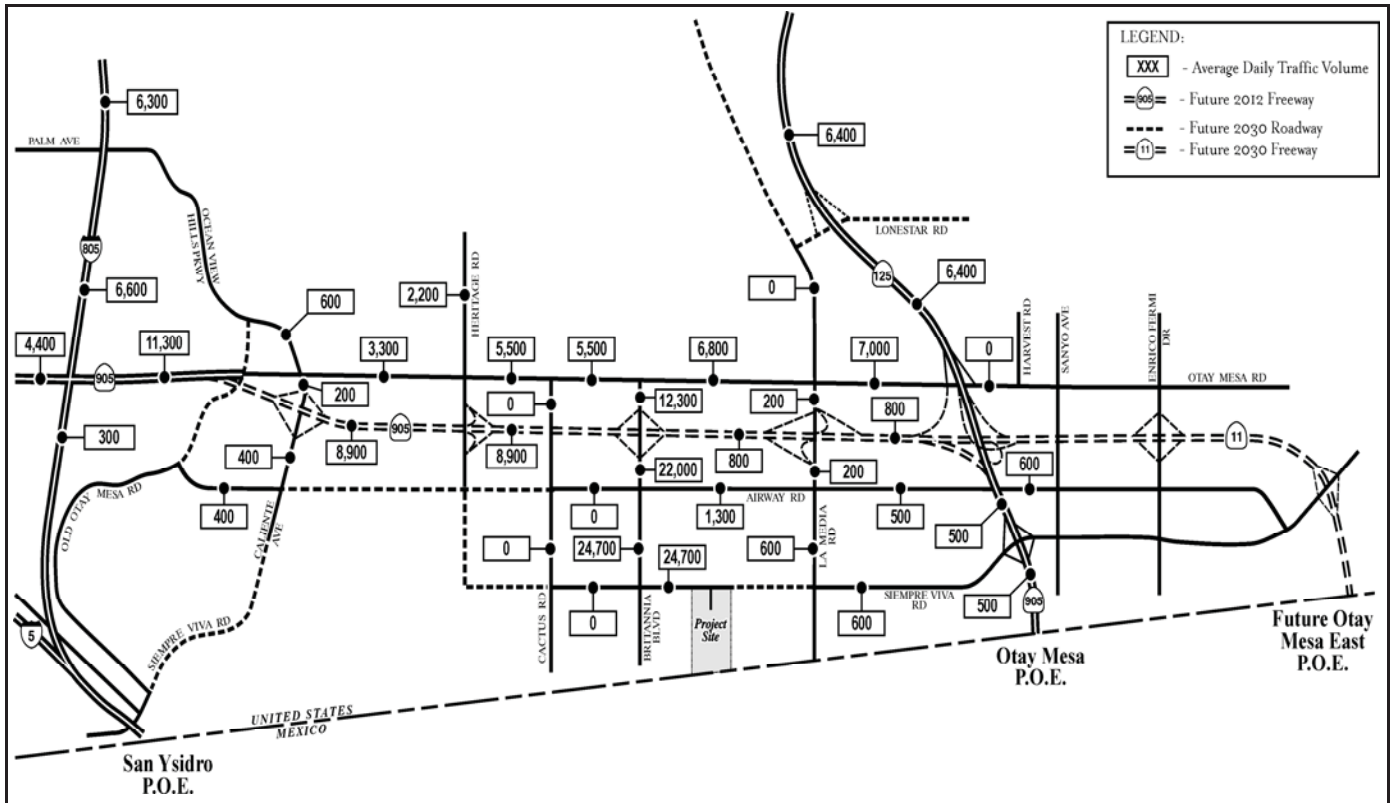 LEGEND:
XXX - Average Daily Traffic Volume
905 - Future 2012 Freeway
- Future 2030 Roadway
11 - Future 2030 Freeway
6,300
PALM AVE
OCEAN VIEW
HILLS PKWY
805
6,600
600
4,400
905
11,300
3,300
HERITAGE RD
2,200
5,500
5,500
6,800
0
7,000
6,400
LONESTAR RD
125
6,400
0
HARVEST RD
SANYO AVE
ENRICO FERMI
DR
OTAY MESA RD
200
300
400
8,900
905
8,900
0
12,300
22,000
800
200
200
800
600
11
OLD OTAY MESA RD
400
CALIENTE
AVE
0
AIRWAY RD
1,300
500
500
0
24,700
24,700
600
LA MEDIA
RD
SIEMPRE VIVA
RD
600
500
905
0
CACTUS RD
BRITANNIA
BLVD
Project
Site
SIEMPRE VIVA RD
5
UNITED STATES
MEXICO
San Ysidro
P.O.E.
Otay Mesa
P.O.E.
Future Otay
Mesa East
P.O.E.